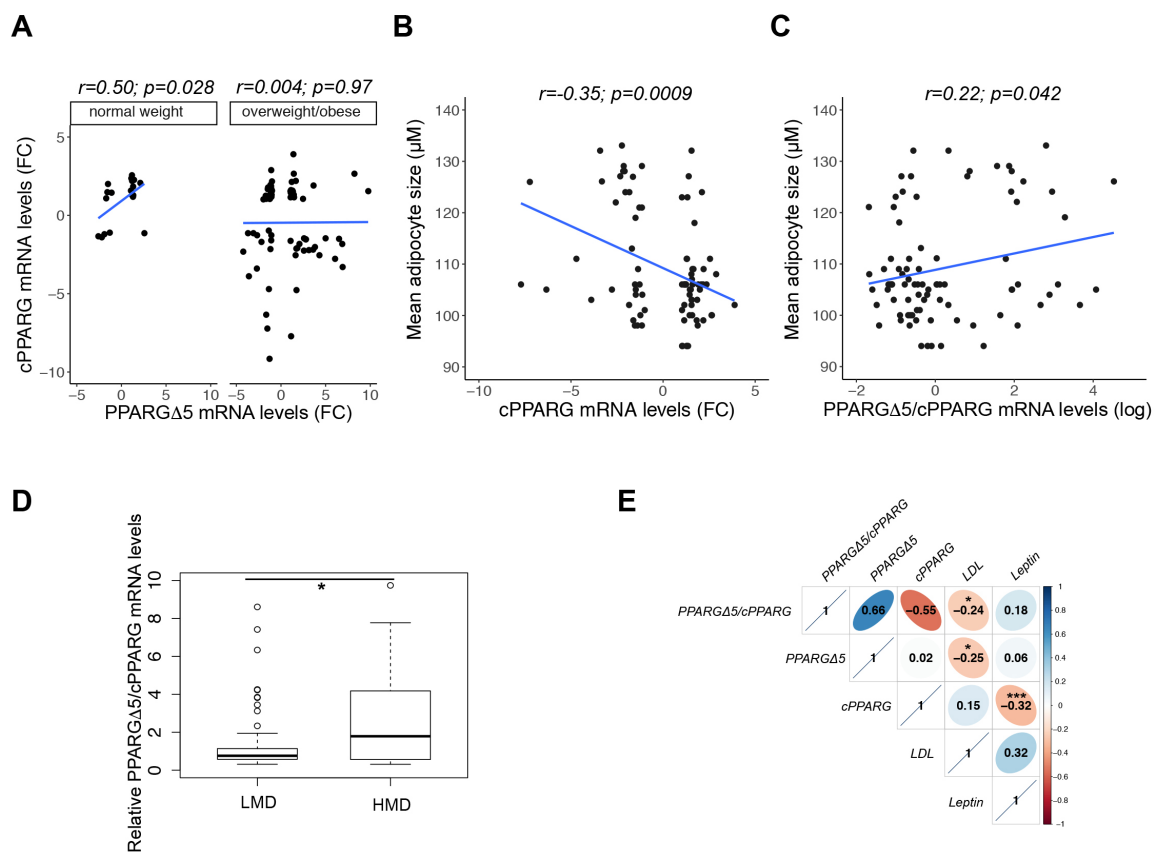 A
r=0.50; p=0.028
r=0.004; p=0.97
normal weight
overweight/obese
cPPARG mRNA levels (FC)
5
0
−5
−10
−5 0 5 10
−5 0 5 10
PPARGΔ5 mRNA levels (FC)
B
r=-0.35; p=0.0009
Mean adipocyte size (μM)
140
130
120
110
100
90
−10 −5 0 5
cPPARG mRNA levels (FC)
C
r=0.22; p=0.042
Mean adipocyte size (μM)
140
130
120
110
100
90
−2 0 2 4
PPARGΔ5/cPPARG mRNA levels (log)
D
Relative PPARGΔ5/cPPARG mRNA levels
10
8
6
4
2
0
*
LMD HMD
E
PPARGΔ5/cPPARG PPARGΔ5 cPPARG LDL Leptin
PPARGΔ5/cPPARG 1 0.66 −0.55 * −0.24 0.18
PPARGΔ5 1 0.02 * −0.25 0.06
cPPARG 1 0.15 *** −0.32
LDL 1 0.32
Leptin 1
1
0.8
0.6
0.4
0.2
0
−0.2
−0.4
−0.6
−0.8
−1